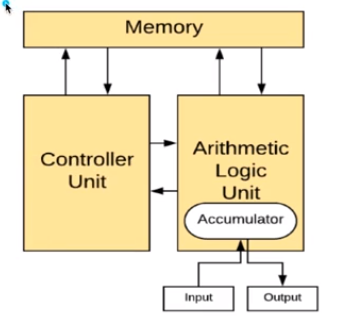 Memory
Controller
Unit
Arithmetic
Logic
Unit
Accumulator
Input
Output